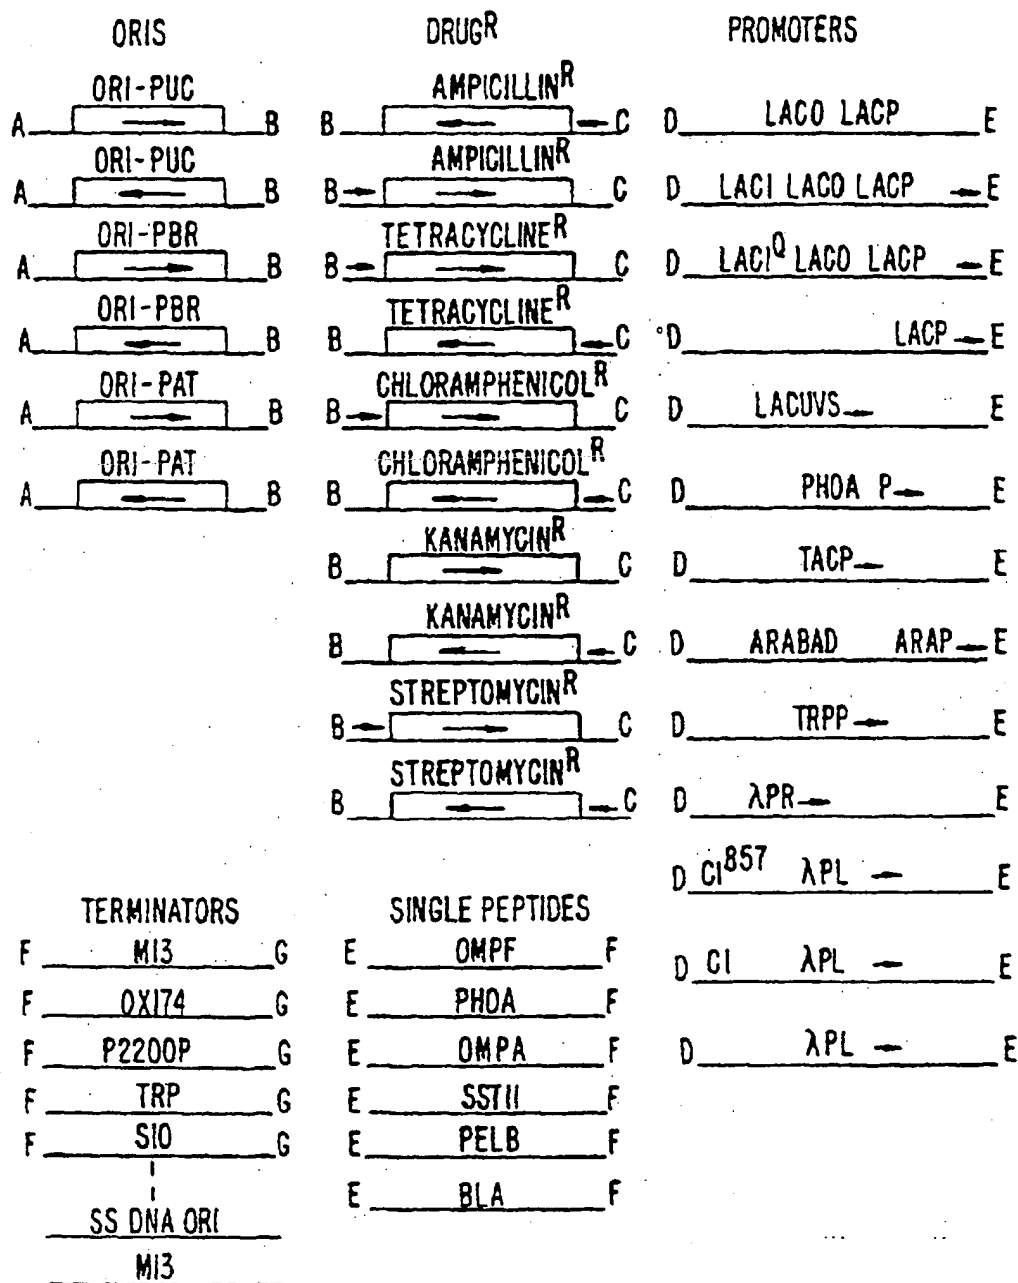 ORIS
ORI-PUC
A B
ORI-PUC
A B
ORI-PBR
A B
ORI-PBR
A B
ORI-PAT
A B
ORI-PAT
A B
DRUGR
AMPICILLINR
B C
AMPICILLINR
B C
TETRACYCLINER
B C
TETRACYCLINER
B C
CHLORAMPHENICOLR
B C
CHLORAMPHENICOLR
B C
KANAMYCINR
B C
KANAMYCINR
B C
STREPTOMYCINR
B C
STREPTOMYCINR
B C
PROMOTERS
D LACO LACP E
D LACI LACO LACP E
D LACIQ LACO LACP E
D LACP E
D LACUVS E
D PHOA P E
D TACP E
D ARABAD ARAP E
D TRPP E
D λPR E
D CI857 λPL E
D CI λPL E
D λPL E
TERMINATORS
F M13 G
F OX174 G
F P2200P G
F TRP G
F S10 G
SS DNA ORI
M13
SINGLE PEPTIDES
E OMPF F
E PHOA F
E OMPA F
E SSTII F
E PELB F
E BLA F